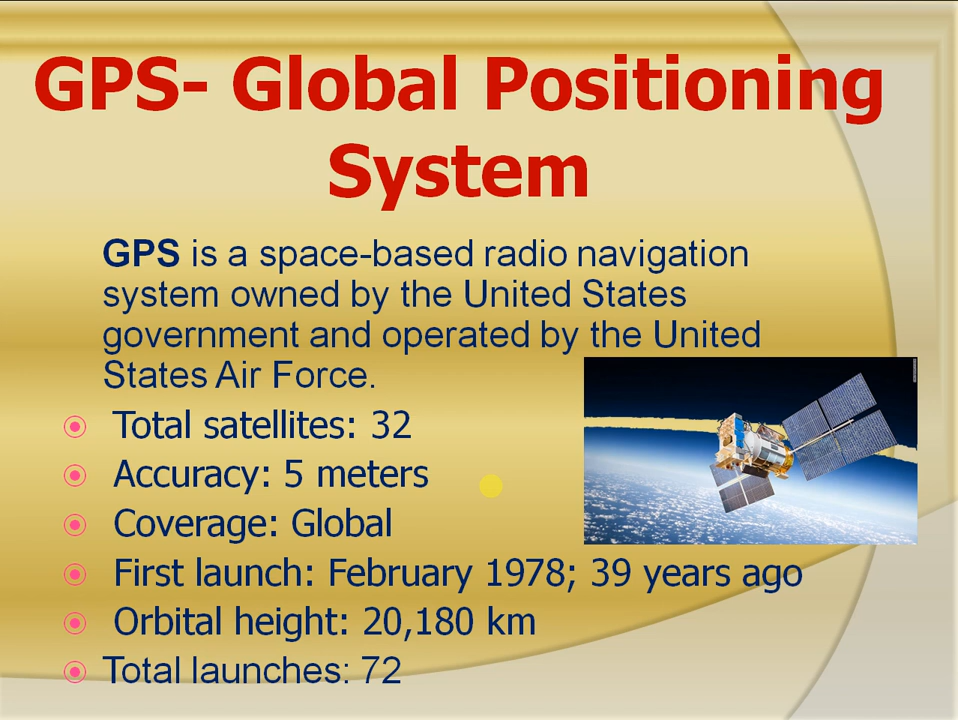 GPS- Global Positioning
System
GPS is a space-based radio navigation
system owned by the United States
government and operated by the United
States Air Force.
Total satellites: 32
Accuracy: 5 meters
Coverage: Global
First launch: February 1978; 39 years ago
Orbital height: 20,180 km
Total launches: 72